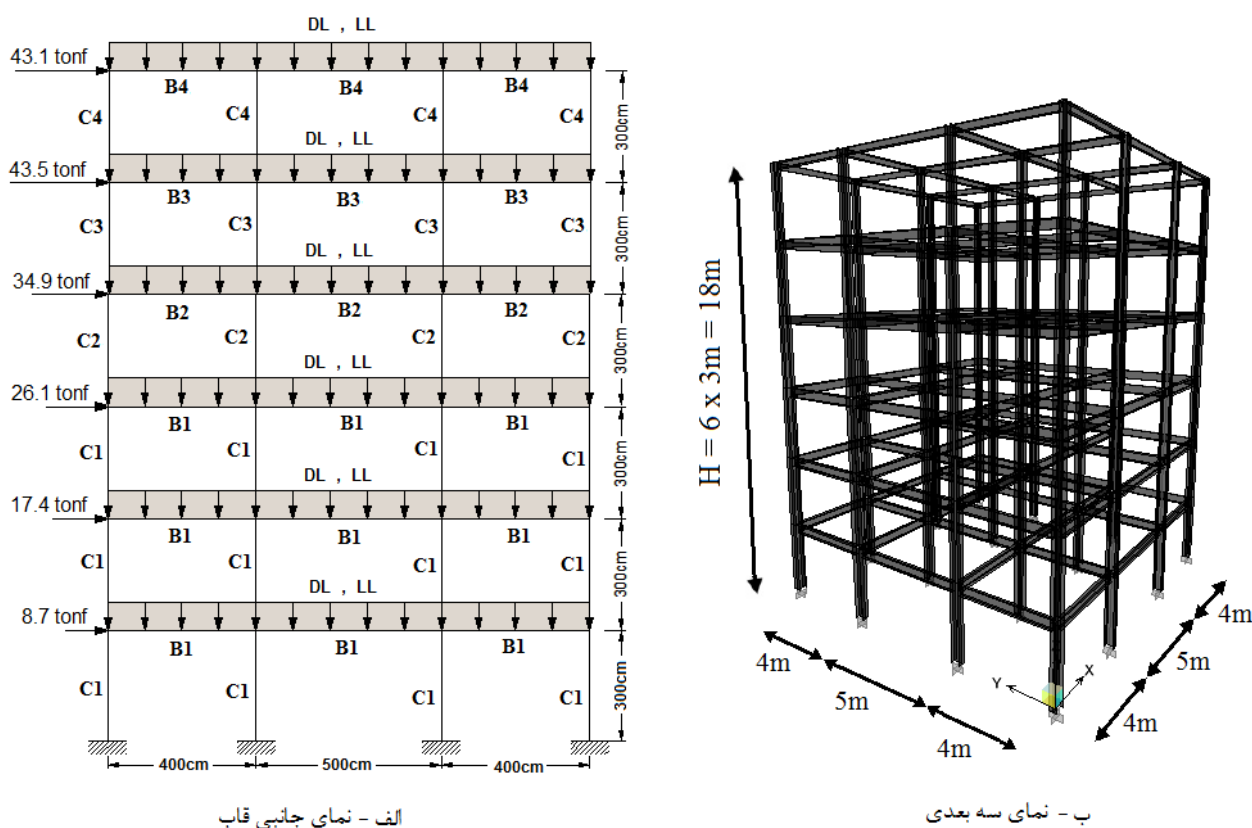 DL , LL
43.1 tonf
B4 B4 B4
C4 C4 C4 C4
DL , LL
300cm
43.5 tonf
B3 B3 B3
C3 C3 C3 C3
DL , LL
300cm
34.9 tonf
B2 B2 B2
C2 C2 C2 C2
DL , LL
300cm
26.1 tonf
B1 B1 B1
C1 C1 C1 C1
DL , LL
300cm
17.4 tonf
B1 B1 B1
C1 C1 C1 C1
DL , LL
300cm
8.7 tonf
B1 B1 B1
C1 C1 C1 C1
300cm
400cm 500cm 400cm
الف - نمای جانبی قاب
H = 6 x 3m = 18m
4m
5m
4m
Y
X
4m
5m
4m
ب - نمای سه بعدی